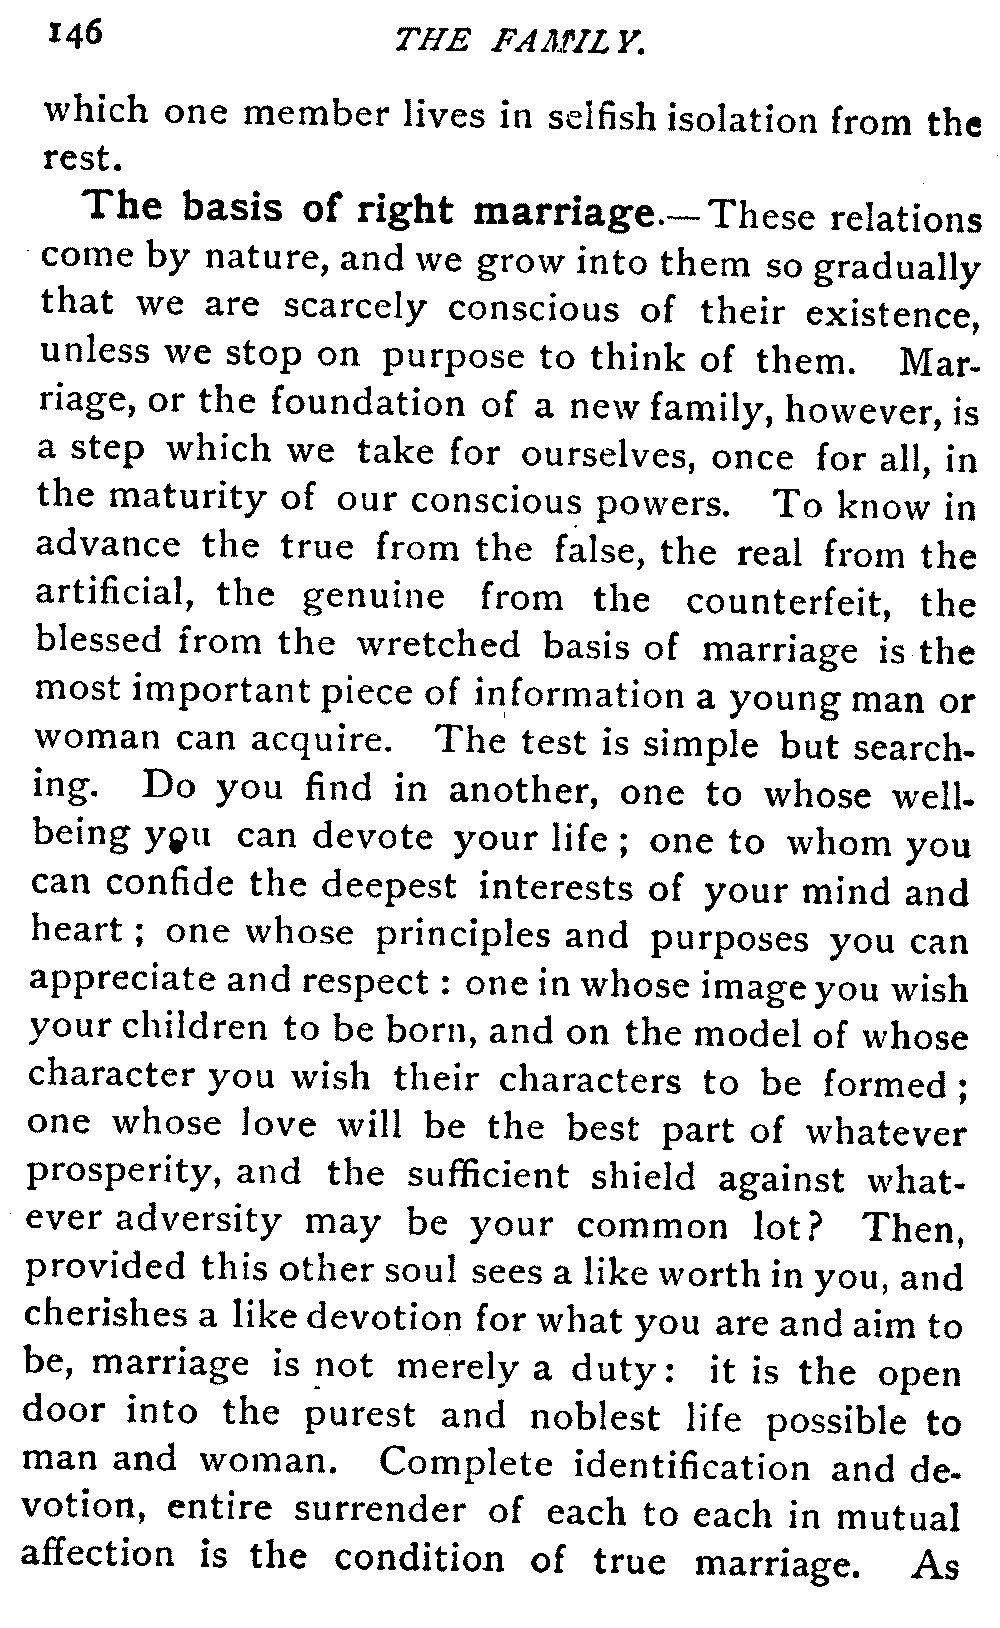 146 THE FAMILY.
which one member lives in selfish isolation from the
rest.
The basis of right marriage.—These relations
come by nature, and we grow into them so gradually
that we are scarcely conscious of their existence,
unless we stop on purpose to think of them. Mar-
riage, or the foundation of a new family, however, is
a step which we take for ourselves, once for all, in
the maturity of our conscious powers. To know in
advance the true from the false, the real from the
artificial, the genuine from the counterfeit, the
blessed from the wretched basis of marriage is the
most important piece of information a young man or
woman can acquire. The test is simple but search-
ing. Do you find in another, one to whose well-
being you can devote your life ; one to whom you
can confide the deepest interests of your mind and
heart ; one whose principles and purposes you can
appreciate and respect : one in whose image you wish
your children to be born, and on the model of whose
character you wish their characters to be formed ;
one whose love will be the best part of whatever
prosperity, and the sufficient shield against what-
ever adversity may be your common lot? Then,
provided this other soul sees a like worth in you, and
cherishes a like devotion for what you are and aim to
be, marriage is not merely a duty: it is the open
door into the purest and noblest life possible to
man and woman. Complete identification and de-
votion, entire surrender of each to each in mutual
affection is the condition of true marriage. As